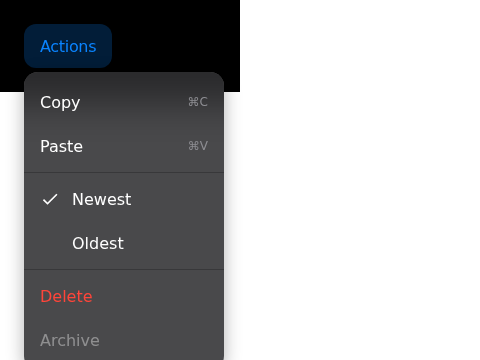 Actions
Copy ⌘C
Paste ⌘V
Newest
Oldest
Delete
Archive